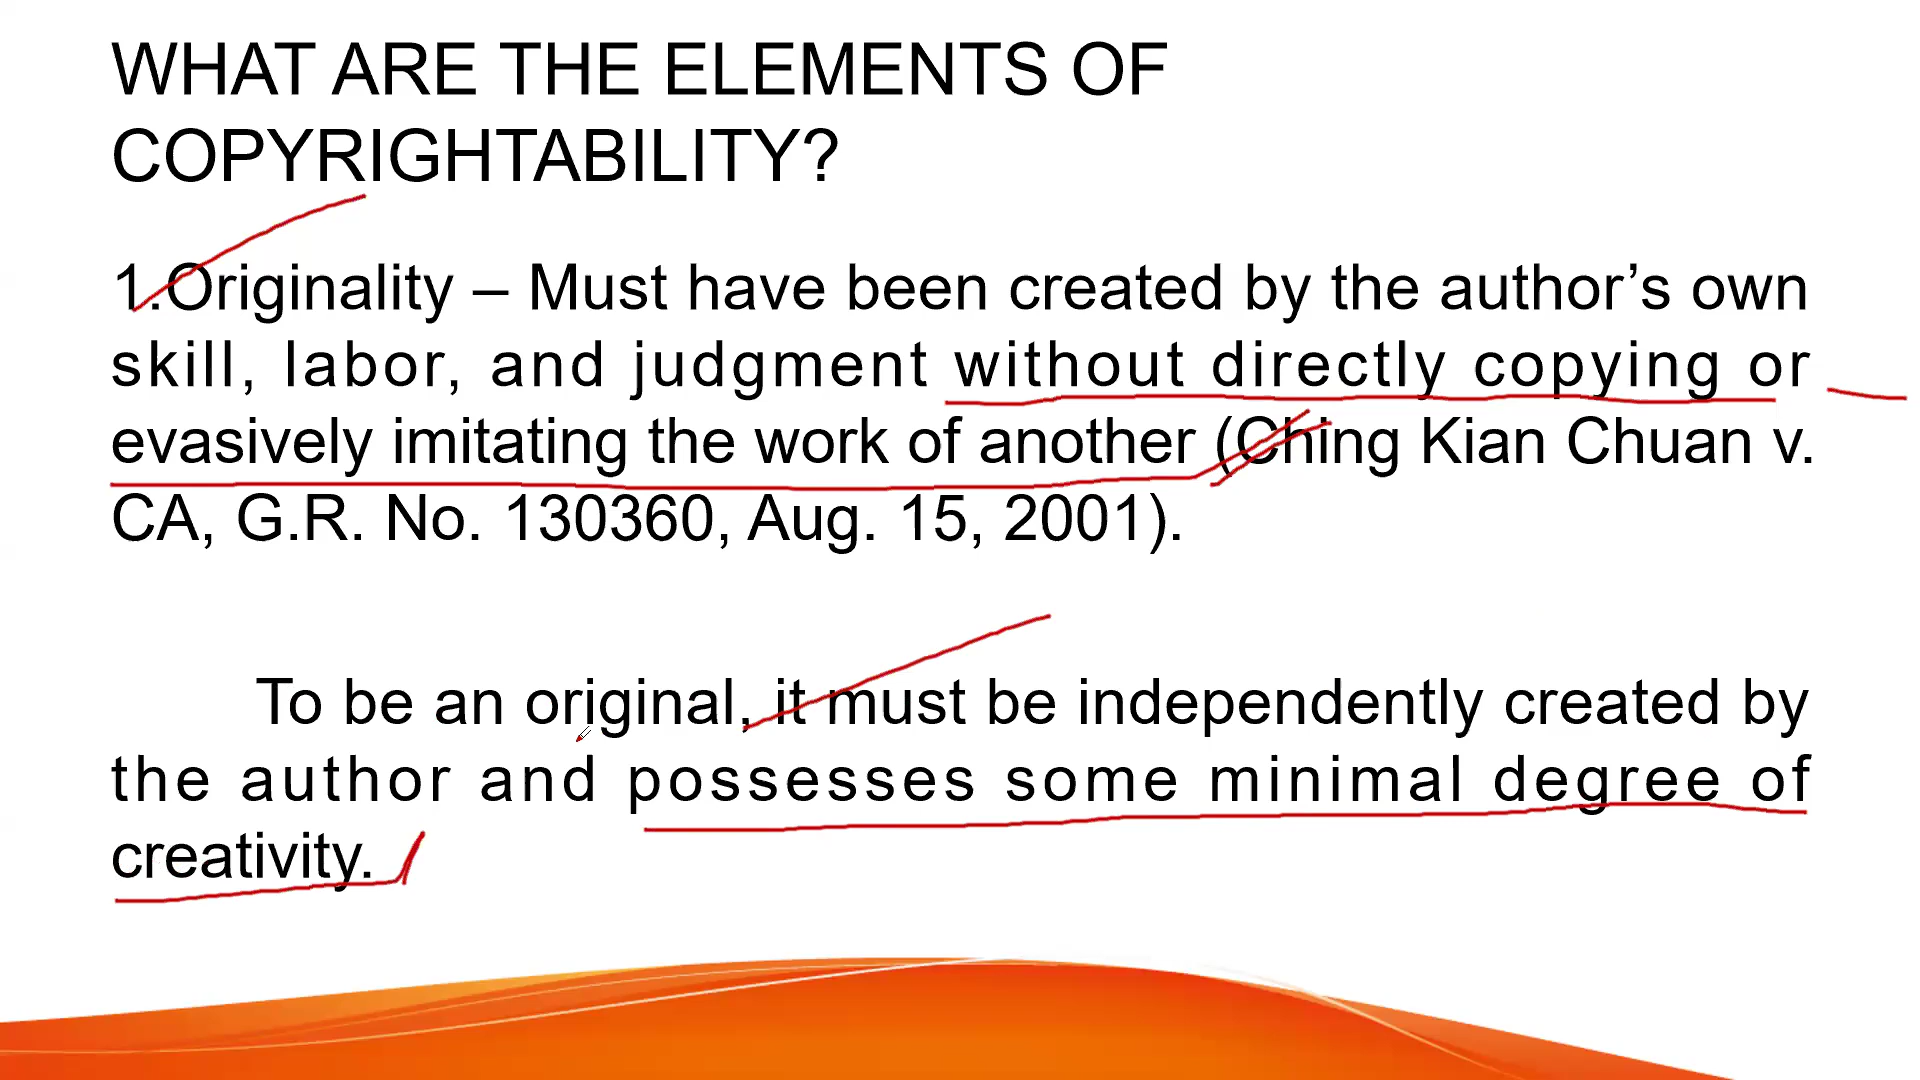 WHAT ARE THE ELEMENTS OF
COPYRIGHTABILITY?
1.Originality – Must have been created by the author’s own
skill, labor, and judgment without directly copying or
evasively imitating the work of another (Ching Kian Chuan v.
CA, G.R. No. 130360, Aug. 15, 2001).
To be an original, it must be independently created by
the author and possesses some minimal degree of
creativity.